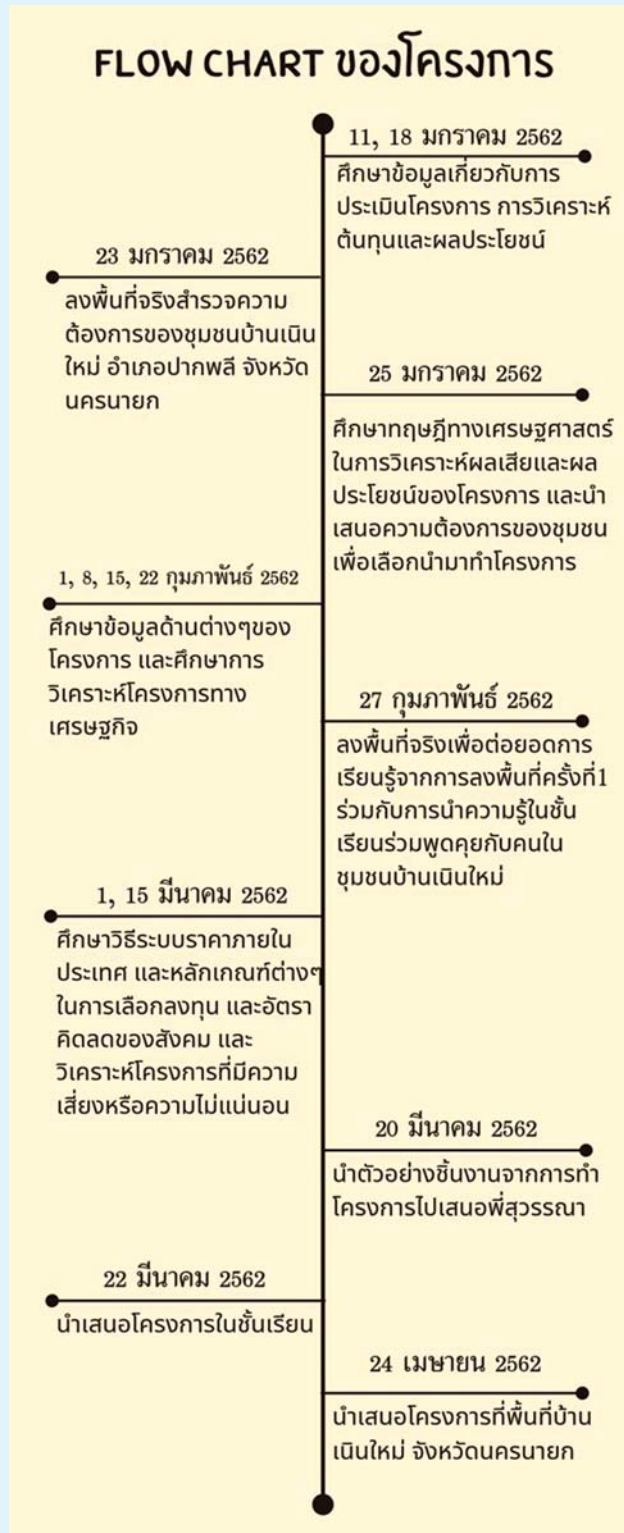 FLOW CHART ของโครงการ
11, 18 มกราคม 2562
ศึกษาข้อมูลเกี่ยวกับการ
ประเมินโครงการ การวิเคราะห์
ต้นทุนและผลประโยชน์
23 มกราคม 2562
ลงพื้นที่จริงสำรวจความ
ต้องการของชุมชนบ้านเนิน
ใหม่ อำเภอปากพลี จังหวัด
นครนายก
25 มกราคม 2562
ศึกษาทฤษฎีทางเศรษฐศาสตร์
ในการวิเคราะห์ผลเสียและผล
ประโยชน์ของโครงการ และนำ
เสนอความต้องการของชุมชน
เพื่อเลือกนำมาทำโครงการ
1, 8, 15, 22 กุมภาพันธ์ 2562
ศึกษาข้อมูลด้านต่างๆของ
โครงการ และศึกษาการ
วิเคราะห์โครงการทาง
เศรษฐกิจ
27 กุมภาพันธ์ 2562
ลงพื้นที่จริงเพื่อต่อยอดการ
เรียนรู้จากการลงพื้นที่ครั้งที่1
ร่วมกับการนำความรู้ในชั้น
เรียนร่วมพูดคุยกับคนใน
ชุมชนบ้านเนินใหม่
1, 15 มีนาคม 2562
ศึกษาวิธีระบบราคาภายใน
ประเทศ และหลักเกณฑ์ต่างๆ
ในการเลือกลงทุน และอัตรา
คิดลดของสังคม และ
วิเคราะห์โครงการที่มีความ
เสี่ยงหรือความไม่แน่นอน
20 มีนาคม 2562
นำตัวอย่างชิ้นงานจากการทำ
โครงการไปเสนอพี่สุวรรณา
22 มีนาคม 2562
นำเสนอโครงการในชั้นเรียน
24 เมษายน 2562
นำเสนอโครงการที่พื้นที่บ้าน
เนินใหม่ จังหวัดนครนายก